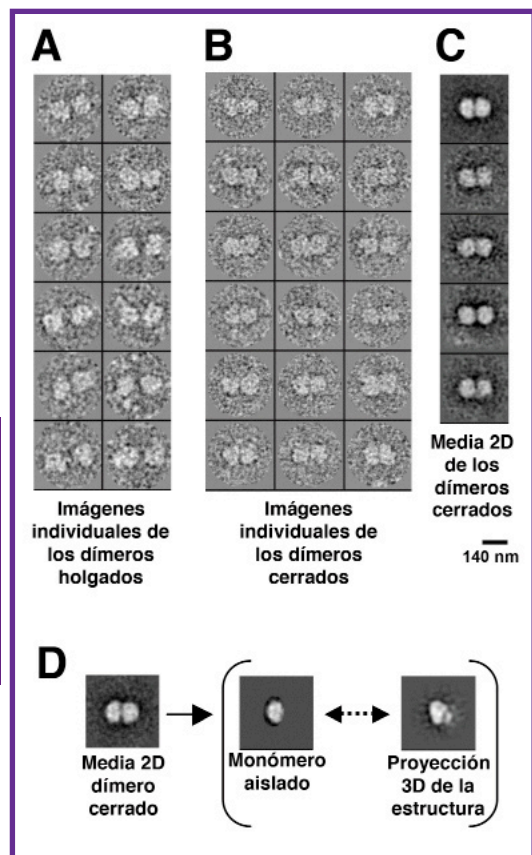 A
B
C
Imágenes
individuales de
los dímeros
holgados
Imágenes
individuales de
los dímeros
cerrados
Media 2D
de los
dímeros
cerrados
140 nm
D
Media 2D
dímero
cerrado
Monómero
aislado
Proyección
3D de la
estructura